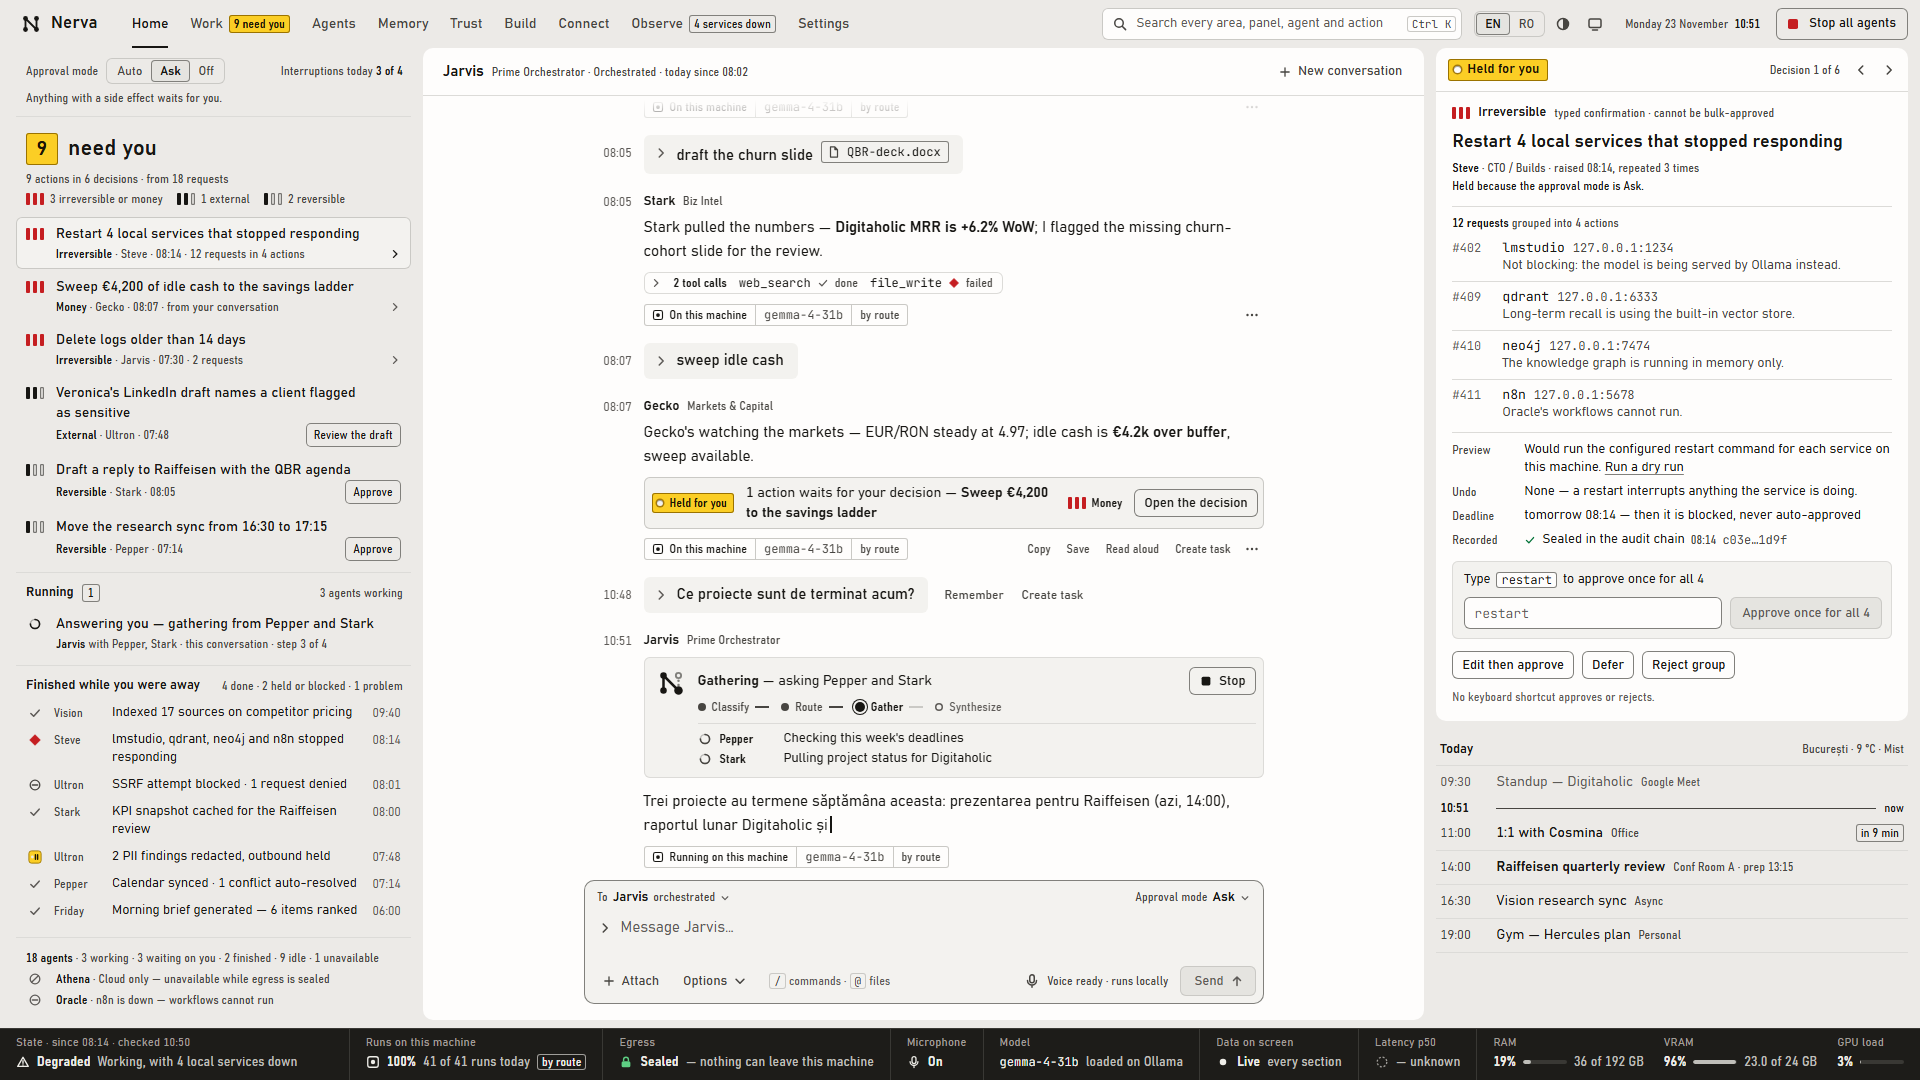 Nerva
Home
Work 9 need you
Agents
Memory
Trust
Build
Connect
Observe 4 services down
Settings
Search every area, panel, agent and action Ctrl K
EN RO
Monday 23 November 10:51
Stop all agents
Approval mode Auto Ask Off
Interruptions today 3 of 4
Anything with a side effect waits for you.
9 need you
9 actions in 6 decisions · from 18 requests
3 irreversible or money 1 external 2 reversible
Restart 4 local services that stopped responding
Irreversible · Steve · 08:14 · 12 requests in 4 actions
Sweep €4,200 of idle cash to the savings ladder
Money · Gecko · 08:07 · from your conversation
Delete logs older than 14 days
Irreversible · Jarvis · 07:30 · 2 requests
Veronica's LinkedIn draft names a client flagged
as sensitive
External · Ultron · 07:48 Review the draft
Draft a reply to Raiffeisen with the QBR agenda
Reversible · Stark · 08:05 Approve
Move the research sync from 16:30 to 17:15
Reversible · Pepper · 07:14 Approve
Running 1 3 agents working
Answering you — gathering from Pepper and Stark
Jarvis with Pepper, Stark · this conversation · step 3 of 4
Finished while you were away 4 done · 2 held or blocked · 1 problem
Vision Indexed 17 sources on competitor pricing 09:40
Steve lmstudio, qdrant, neo4j and n8n stopped 08:14
responding
Ultron SSRF attempt blocked · 1 request denied 08:01
Stark KPI snapshot cached for the Raiffeisen 08:00
review
Ultron 2 PII findings redacted, outbound held 07:48
Pepper Calendar synced · 1 conflict auto-resolved 07:14
Friday Morning brief generated — 6 items ranked 06:00
18 agents · 3 working · 3 waiting on you · 2 finished · 9 idle · 1 unavailable
Athena · Cloud only — unavailable while egress is sealed
Oracle · n8n is down — workflows cannot run
Jarvis Prime Orchestrator · Orchestrated · today since 08:02
New conversation
On this machine gemma-4-31b by route
08:05 draft the churn slide QBR-deck.docx
08:05 Stark Biz Intel
Stark pulled the numbers — Digitaholic MRR is +6.2% WoW; I flagged the missing churn-
cohort slide for the review.
2 tool calls web_search done file_write failed
On this machine gemma-4-31b by route
08:07 sweep idle cash
08:07 Gecko Markets & Capital
Gecko's watching the markets — EUR/RON steady at 4.97; idle cash is €4.2k over buffer,
sweep available.
Held for you 1 action waits for your decision — Sweep €4,200
to the savings ladder Money Open the decision
On this machine gemma-4-31b by route Copy Save Read aloud Create task
10:48 Ce proiecte sunt de terminat acum? Remember Create task
10:51 Jarvis Prime Orchestrator
Gathering — asking Pepper and Stark Stop
Classify Route Gather Synthesize
Pepper Checking this week's deadlines
Stark Pulling project status for Digitaholic
Trei proiecte au termene săptămâna aceasta: prezentarea pentru Raiffeisen (azi, 14:00),
raportul lunar Digitaholic și
Running on this machine gemma-4-31b by route
To Jarvis orchestrated Approval mode Ask
Message Jarvis…
Attach Options / commands · @ files Voice ready · runs locally Send
Held for you Decision 1 of 6
Irreversible typed confirmation · cannot be bulk-approved
Restart 4 local services that stopped responding
Steve · CTO / Builds · raised 08:14, repeated 3 times
Held because the approval mode is Ask.
12 requests grouped into 4 actions
#402 lmstudio 127.0.0.1:1234
Not blocking: the model is being served by Ollama instead.
#409 qdrant 127.0.0.1:6333
Long-term recall is using the built-in vector store.
#410 neo4j 127.0.0.1:7474
The knowledge graph is running in memory only.
#411 n8n 127.0.0.1:5678
Oracle's workflows cannot run.
Preview Would run the configured restart command for each service on
this machine. Run a dry run
Undo None — a restart interrupts anything the service is doing.
Deadline tomorrow 08:14 — then it is blocked, never auto-approved
Recorded Sealed in the audit chain 08:14 c03e…1d9f
Type restart to approve once for all 4
restart Approve once for all 4
Edit then approve Defer Reject group
No keyboard shortcut approves or rejects.
Today București · 9 °C · Mist
09:30 Standup — Digitaholic Google Meet
10:51 now
11:00 1:1 with Cosmina Office in 9 min
14:00 Raiffeisen quarterly review Conf Room A · prep 13:15
16:30 Vision research sync Async
19:00 Gym — Hercules plan Personal
State · since 08:14 · checked 10:50
Degraded Working, with 4 local services down
Runs on this machine
100% 41 of 41 runs today by route
Egress
Sealed — nothing can leave this machine
Microphone
On
Model
gemma-4-31b loaded on Ollama
Data on screen
Live every section
Latency p50
— unknown
RAM
19% 36 of 192 GB
VRAM
96% 23.0 of 24 GB
GPU load
3%